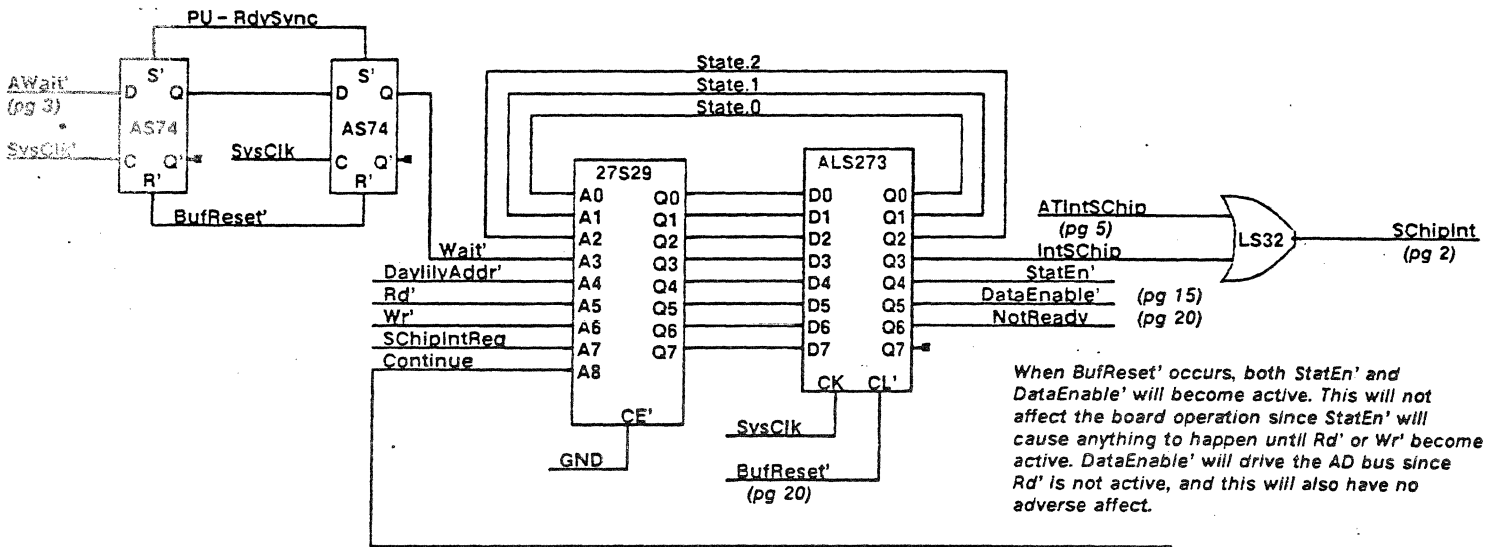 PU - RdySync
S'
S'
AWait'
D
Q
D
Q
(pg 3)
AS74
AS74
SysClk'
C
Q'
SysClk
C
Q'
R'
R'
BufReset'
State.2
State.1
State.0
27S29
ALS273
A0
Q0
D0
Q0
A1
Q1
D1
Q1
A2
Q2
D2
Q2
Wait'
A3
Q3
D3
Q3
DaylilyAddr'
A4
Q4
D4
Q4
Rd'
A5
Q5
D5
Q5
Wr'
A6
Q6
D6
Q6
SChipIntReq
A7
Q7
D7
Q7
Continue
A8
CE'
CK
CL'
GND
SysClk
BufReset'
(pg 20)
ATIntSChip
(pg 5)
LS32
SChipInt
(pg 2)
IntSChip
StatEn'
DataEnable'
(pg 15)
NotReady
(pg 20)
When BufReset' occurs, both StatEn' and
DataEnable' will become active. This will not
affect the board operation since StatEn' will
cause anything to happen until Rd' or Wr' become
active. DataEnable' will drive the AD bus since
Rd' is not active, and this will also have no
adverse affect.